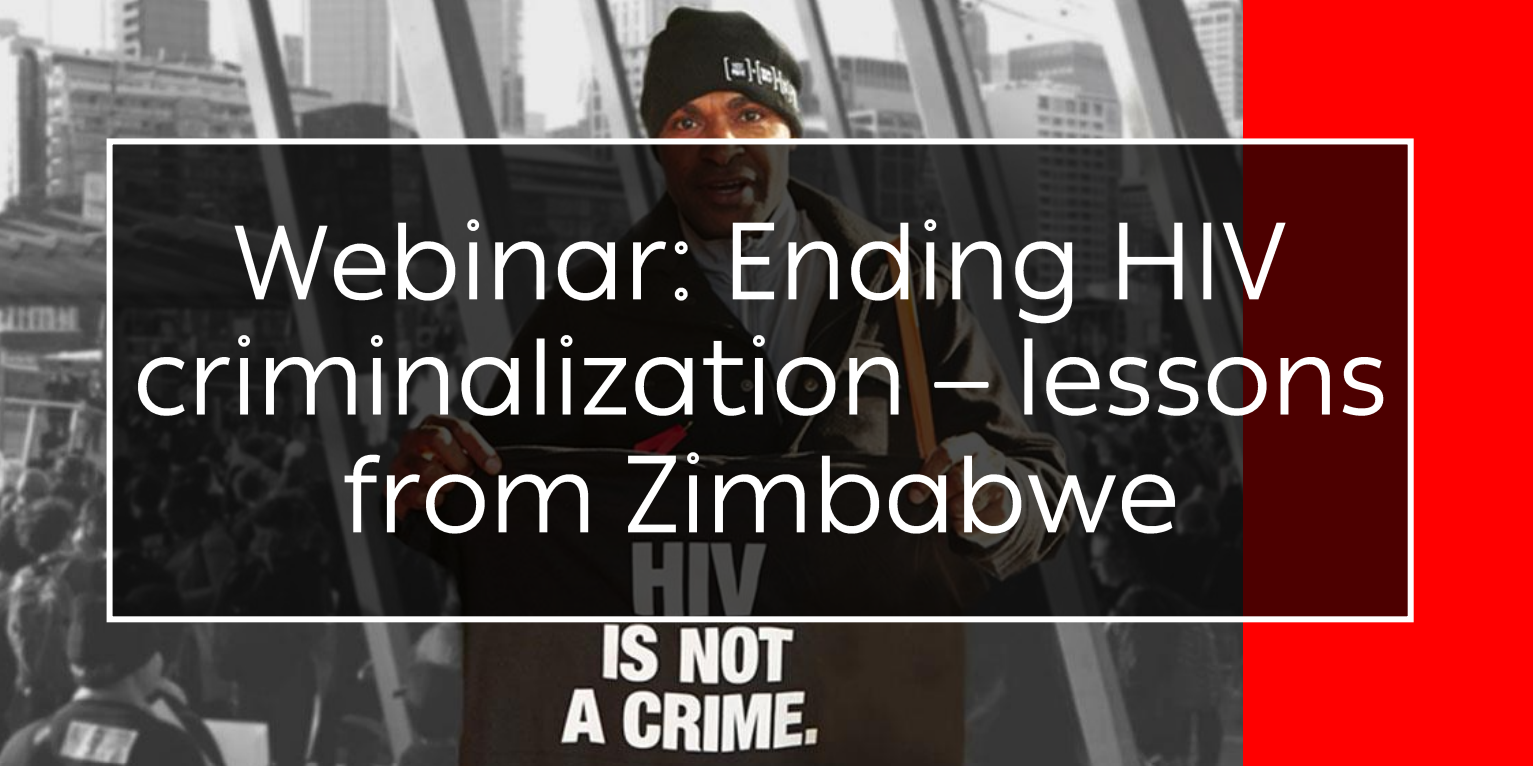 Webinar: Ending HIV
criminalization – lessons
from Zimbabwe
HIV
IS NOT
A CRIME.